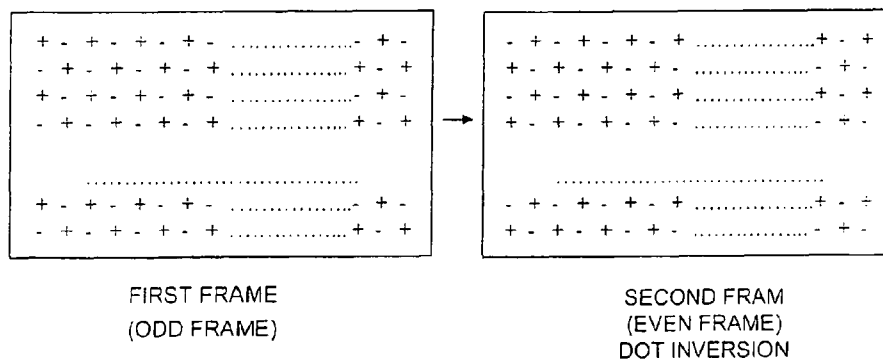 + - + - + - + - .................... - + -
- + - + - + - + .................... + - +
+ - + - + - + - .................... - + -
- + - + - + - + .................... + - +
............................................
+ - + - + - + - .................... - + -
- + - + - + - + .................... + - +
FIRST FRAME
(ODD FRAME)
→
- + - + - + - + .................... + - +
+ - + - + - + - .................... - + -
- + - + - + - + .................... + - +
+ - + - + - + - .................... - + -
............................................
- + - + - + - + .................... + - +
+ - + - + - + - .................... - + -
SECOND FRAM
(EVEN FRAME)
DOT INVERSION